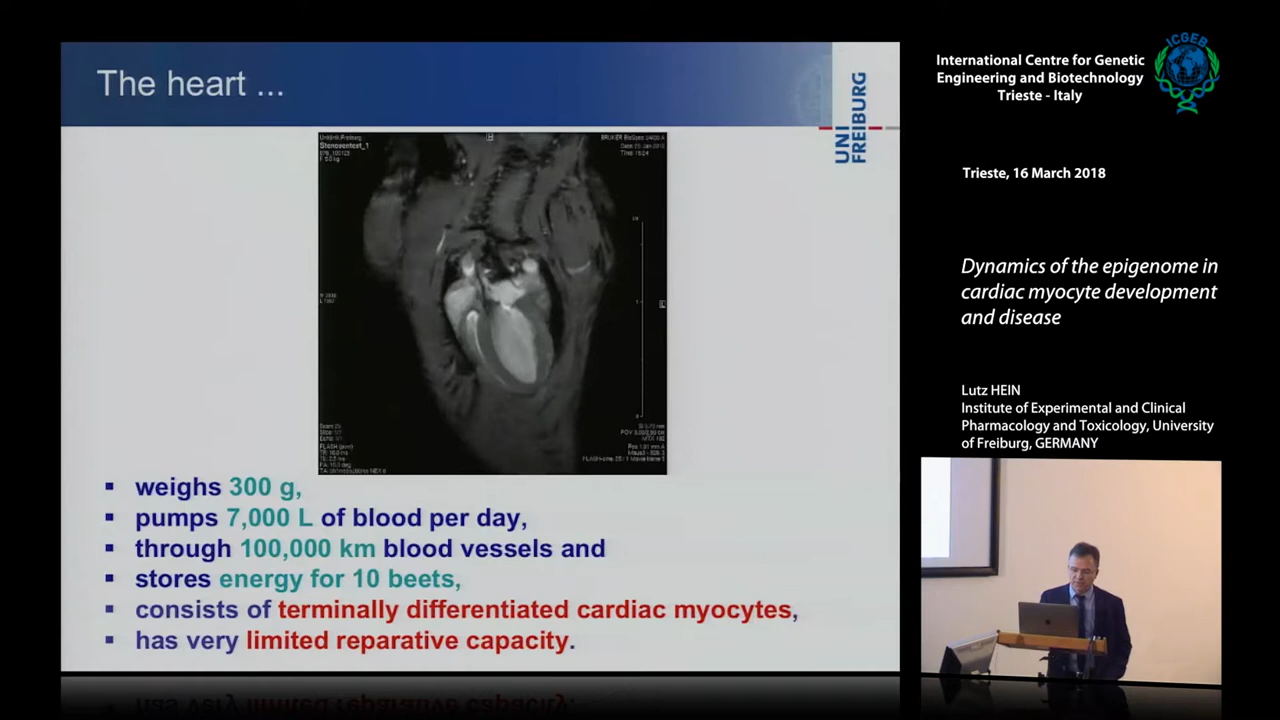 The heart ...
UNI
FREIBURG
Stenoventest_1
▪ weighs 300 g,
▪ pumps 7,000 L of blood per day,
▪ through 100,000 km blood vessels and
▪ stores energy for 10 beets,
▪ consists of terminally differentiated cardiac myocytes,
▪ has very limited reparative capacity.
International Centre for Genetic
Engineering and Biotechnology
Trieste - Italy
ICGEB
Trieste, 16 March 2018
Dynamics of the epigenome in
cardiac myocyte development
and disease
Lutz HEIN
Institute of Experimental and Clinical
Pharmacology and Toxicology, University
of Freiburg, GERMANY